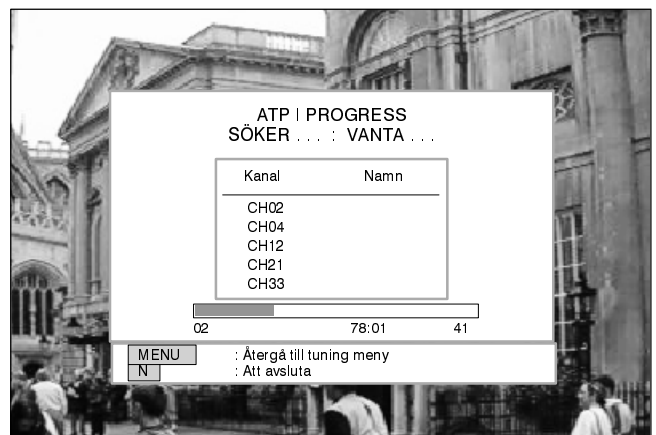 ATP I PROGRESS
SÖKER . . . : VANTA . . .
Kanal Namn
CH02
CH04
CH12
CH21
CH33
02 78:01 41
MENU : Återgå till tuning meny
N : Att avsluta